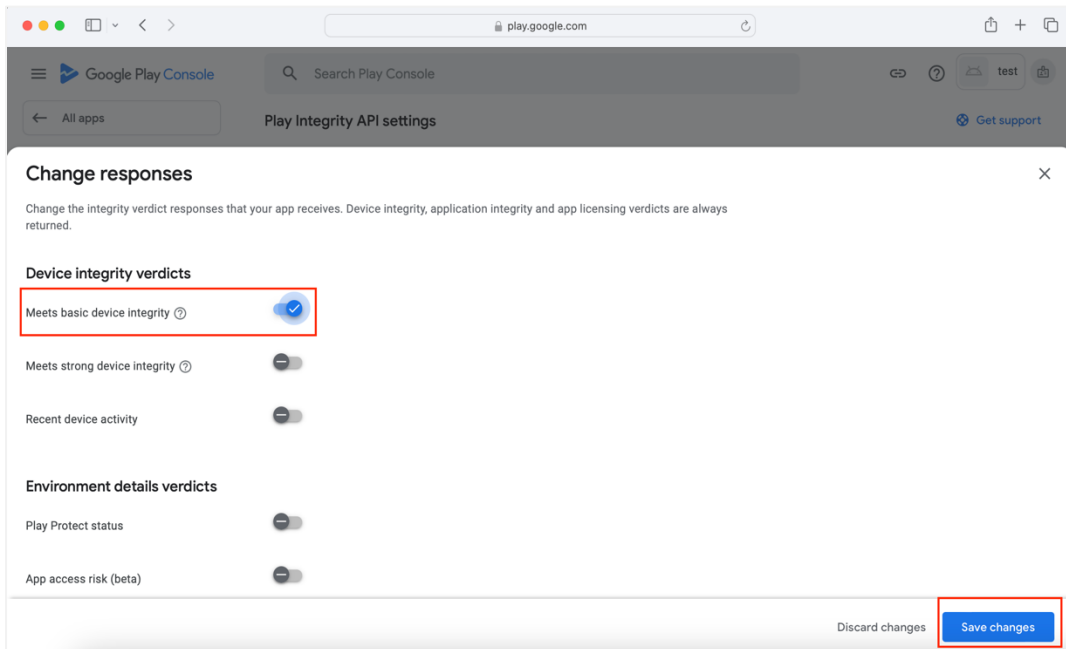 play.google.com
Google Play Console
Search Play Console
test
All apps
Play Integrity API settings
Get support
Change responses
Change the integrity verdict responses that your app receives. Device integrity, application integrity and app licensing verdicts are always
returned.
Device integrity verdicts
Meets basic device integrity
Meets strong device integrity
Recent device activity
Environment details verdicts
Play Protect status
App access risk (beta)
Discard changes
Save changes